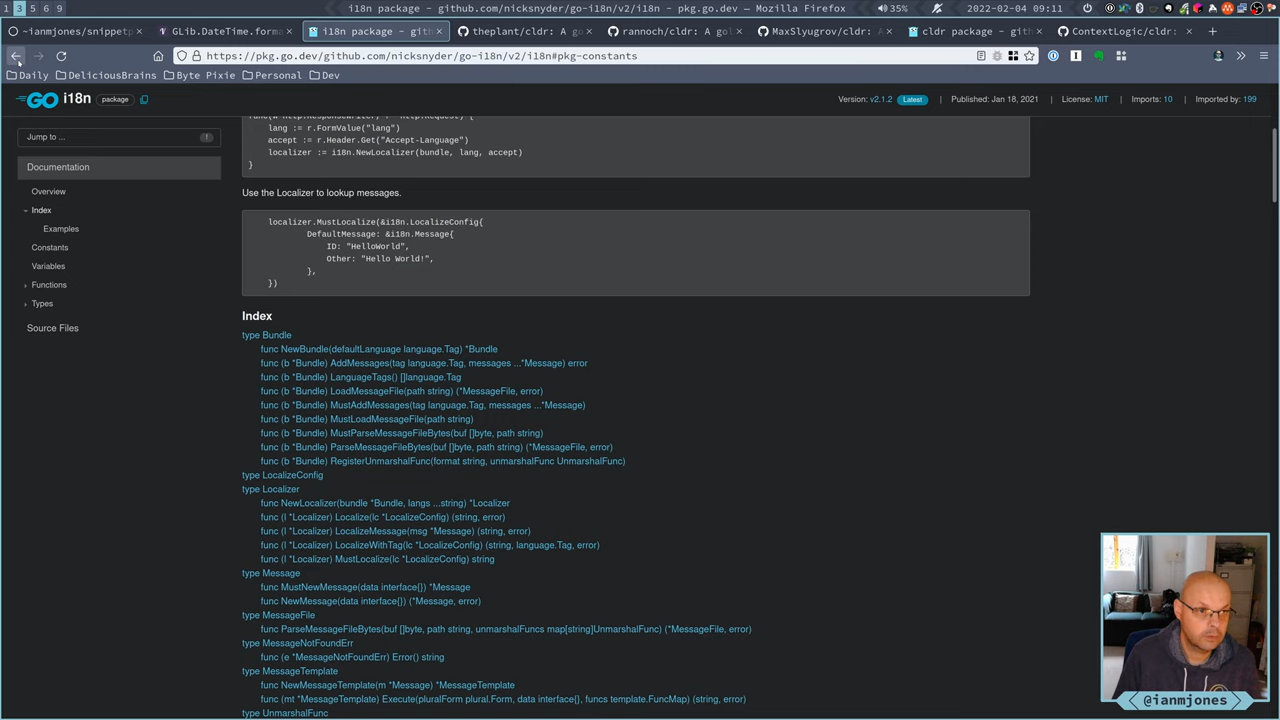 1 3 5 6 9
i18n package - github.com/nicksnyder/go-i18n/v2/i18n - pkg.go.dev — Mozilla Firefox
35%
2022-02-04 09:11
~ianmjones/snippetp
GLib.DateTime.forma
i18n package - gith
theplant/cldr: A go
rannoch/cldr: A gol
MaxSlyugrov/cldr: A
cldr package - gith
ContextLogic/cldr:
https://pkg.go.dev/github.com/nicksnyder/go-i18n/v2/i18n#pkg-constants
Daily
DeliciousBrains
Byte Pixie
Personal
Dev
GO i18n package
Version: v2.1.2 Latest
Published: Jan 18, 2021
License: MIT
Imports: 10
Imported by: 199
Jump to ...
f
Documentation
Overview
Index
Examples
Constants
Variables
Functions
Types
Source Files
func(w http.ResponseWriter, r *http.Request) {
lang := r.FormValue("lang")
accept := r.Header.Get("Accept-Language")
localizer := i18n.NewLocalizer(bundle, lang, accept)
}
Use the Localizer to lookup messages.
localizer.MustLocalize(&i18n.LocalizeConfig{
DefaultMessage: &i18n.Message{
ID: "HelloWorld",
Other: "Hello World!",
},
})
Index
type Bundle
func NewBundle(defaultLanguage language.Tag) *Bundle
func (b *Bundle) AddMessages(tag language.Tag, messages ...*Message) error
func (b *Bundle) LanguageTags() []language.Tag
func (b *Bundle) LoadMessageFile(path string) (*MessageFile, error)
func (b *Bundle) MustAddMessages(tag language.Tag, messages ...*Message)
func (b *Bundle) MustLoadMessageFile(path string)
func (b *Bundle) MustParseMessageFileBytes(buf []byte, path string)
func (b *Bundle) ParseMessageFileBytes(buf []byte, path string) (*MessageFile, error)
func (b *Bundle) RegisterUnmarshalFunc(format string, unmarshalFunc UnmarshalFunc)
type LocalizeConfig
type Localizer
func NewLocalizer(bundle *Bundle, langs ...string) *Localizer
func (l *Localizer) Localize(lc *LocalizeConfig) (string, error)
func (l *Localizer) LocalizeMessage(msg *Message) (string, error)
func (l *Localizer) LocalizeWithTag(lc *LocalizeConfig) (string, language.Tag, error)
func (l *Localizer) MustLocalize(lc *LocalizeConfig) string
type Message
func MustNewMessage(data interface{}) *Message
func NewMessage(data interface{}) (*Message, error)
type MessageFile
func ParseMessageFileBytes(buf []byte, path string, unmarshalFuncs map[string]UnmarshalFunc) (*MessageFile, error)
type MessageNotFoundErr
func (e *MessageNotFoundErr) Error() string
type MessageTemplate
func NewMessageTemplate(m *Message) *MessageTemplate
func (mt *MessageTemplate) Execute(pluralForm plural.Form, data interface{}, funcs template.FuncMap) (string, error)
type UnmarshalFunc
@ianmjones